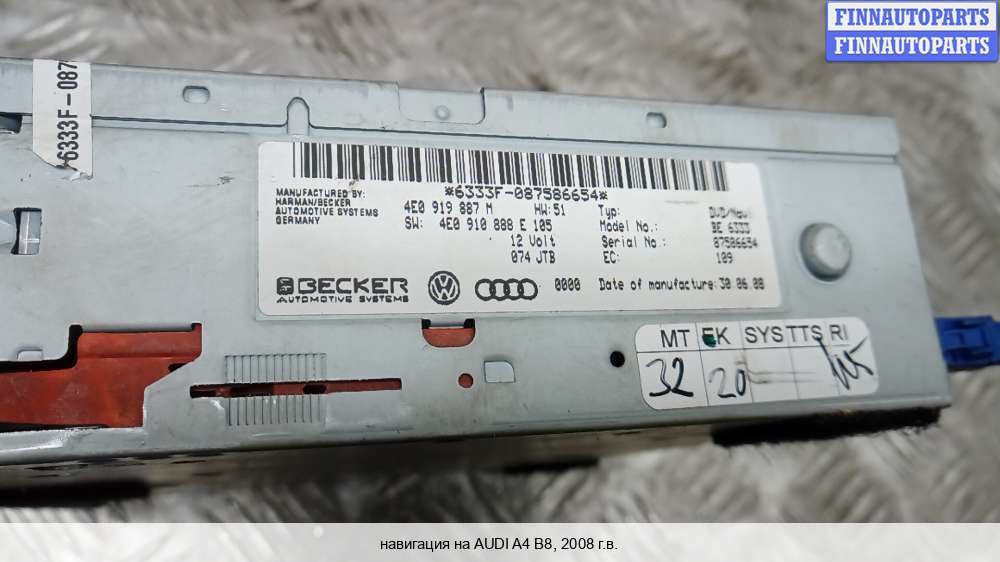 FINNAUTOPARTS
FINNAUTOPARTS
6333F-087
*6333F-087586654*
MANUFACTURED BY:
HARMAN/BECKER
AUTOMOTIVE SYSTEMS
GERMANY
4E0 919 887 M HW:51
SW: 4E0 910 888 E 105
12 Volt
074 JTB
Typ: DVD/Navi
Model No.: BE 6333
Serial No.: 87586654
EC: 109
BECKER
AUTOMOTIVE SYSTEMS
0000 Date of manufacture: 30 06 08
MT EK SYS TTS RI
32 20
навигация на AUDI A4 B8, 2008 г.в.